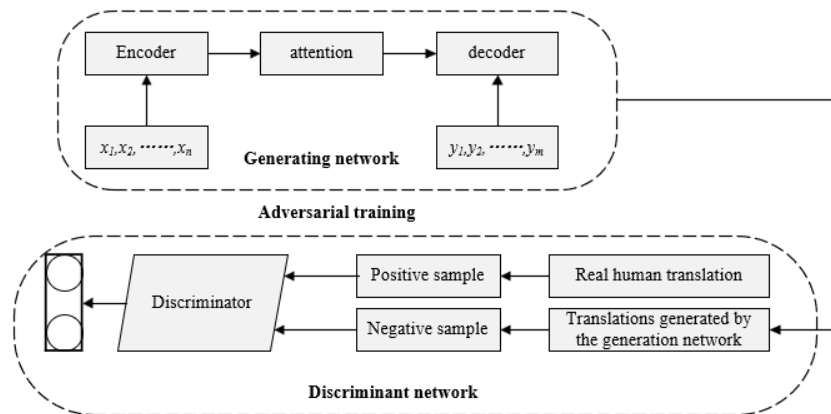 Encoder
attention
decoder
x1,x2, ······,xn
y1,y2, ······,ym
Generating network
Adversarial training
Discriminator
Positive sample
Real human translation
Negative sample
Translations generated by
the generation network
Discriminant network